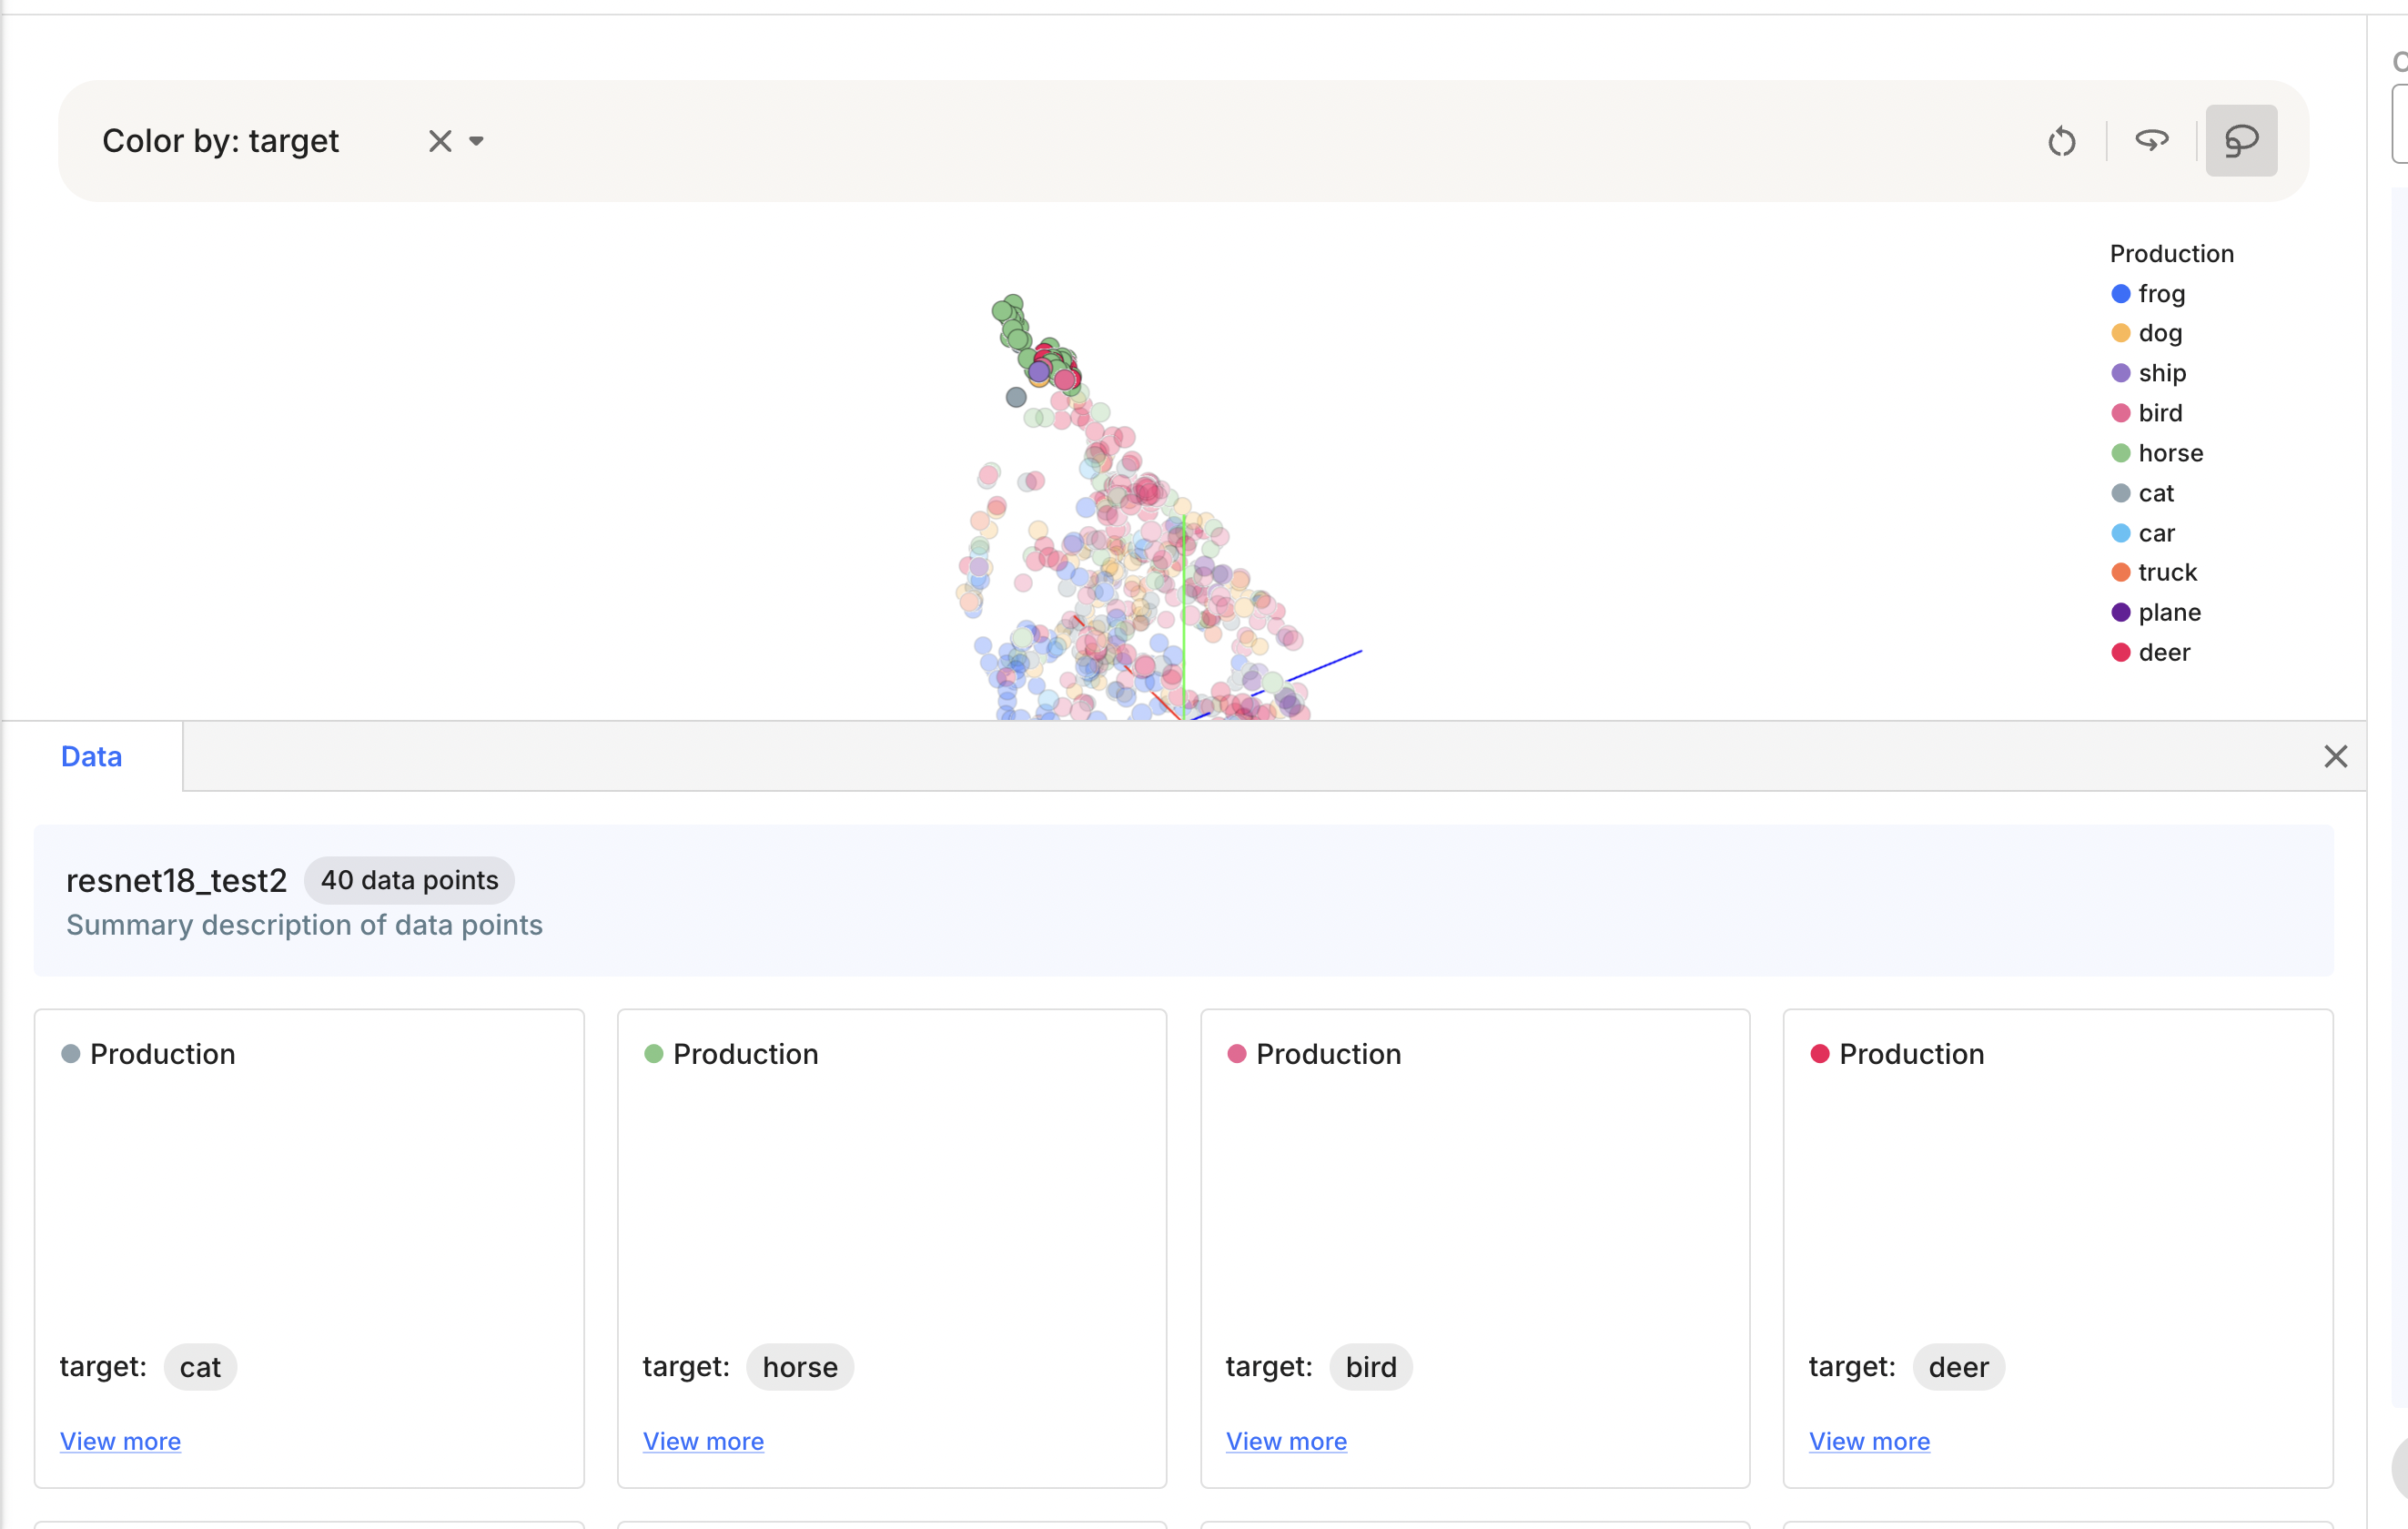 Color by: target
Production
frog
dog
ship
bird
horse
cat
car
truck
plane
deer
Data
resnet18_test2 40 data points
Summary description of data points
Production
target: cat
View more
Production
target: horse
View more
Production
target: bird
View more
Production
target: deer
View more